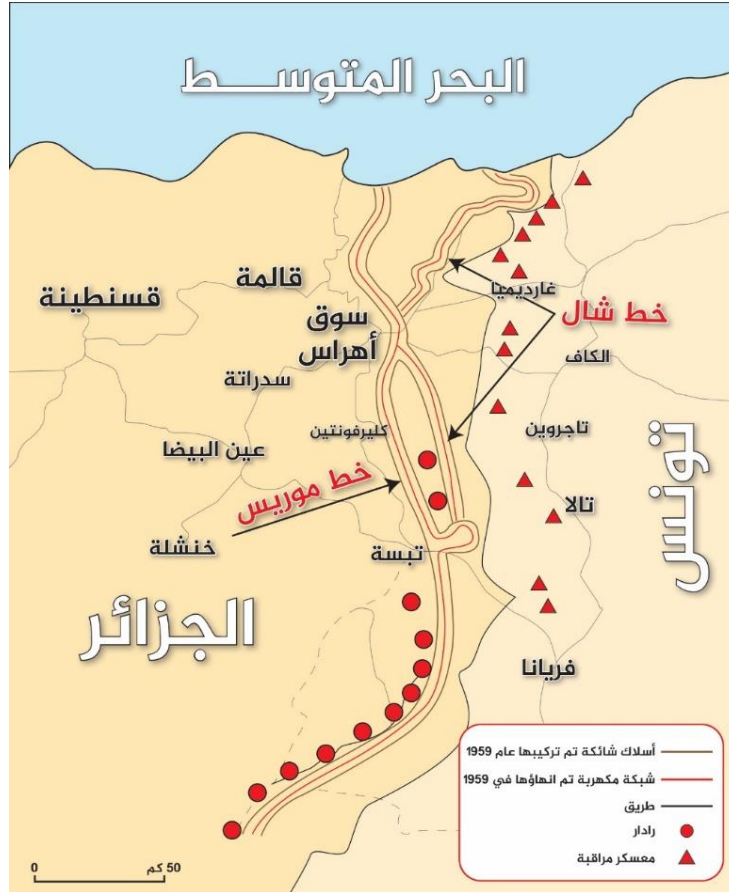 البحر المتوسط
قالمة
قسنطينة
غارديميا
خط شال
سوق
أهراس
الكاف
سدراتة
كليرفونتين
تاجروين
عين البيضا
خط موريس
تونس
تالا
خنشلة
تبسة
الجزائر
فريانا
أسلاك شائكة تم تركيبها عام 1959
شبكة مكهربة تم انهاؤها في 1959
طريق
رادار
معسكر مراقبة
0 50 كم